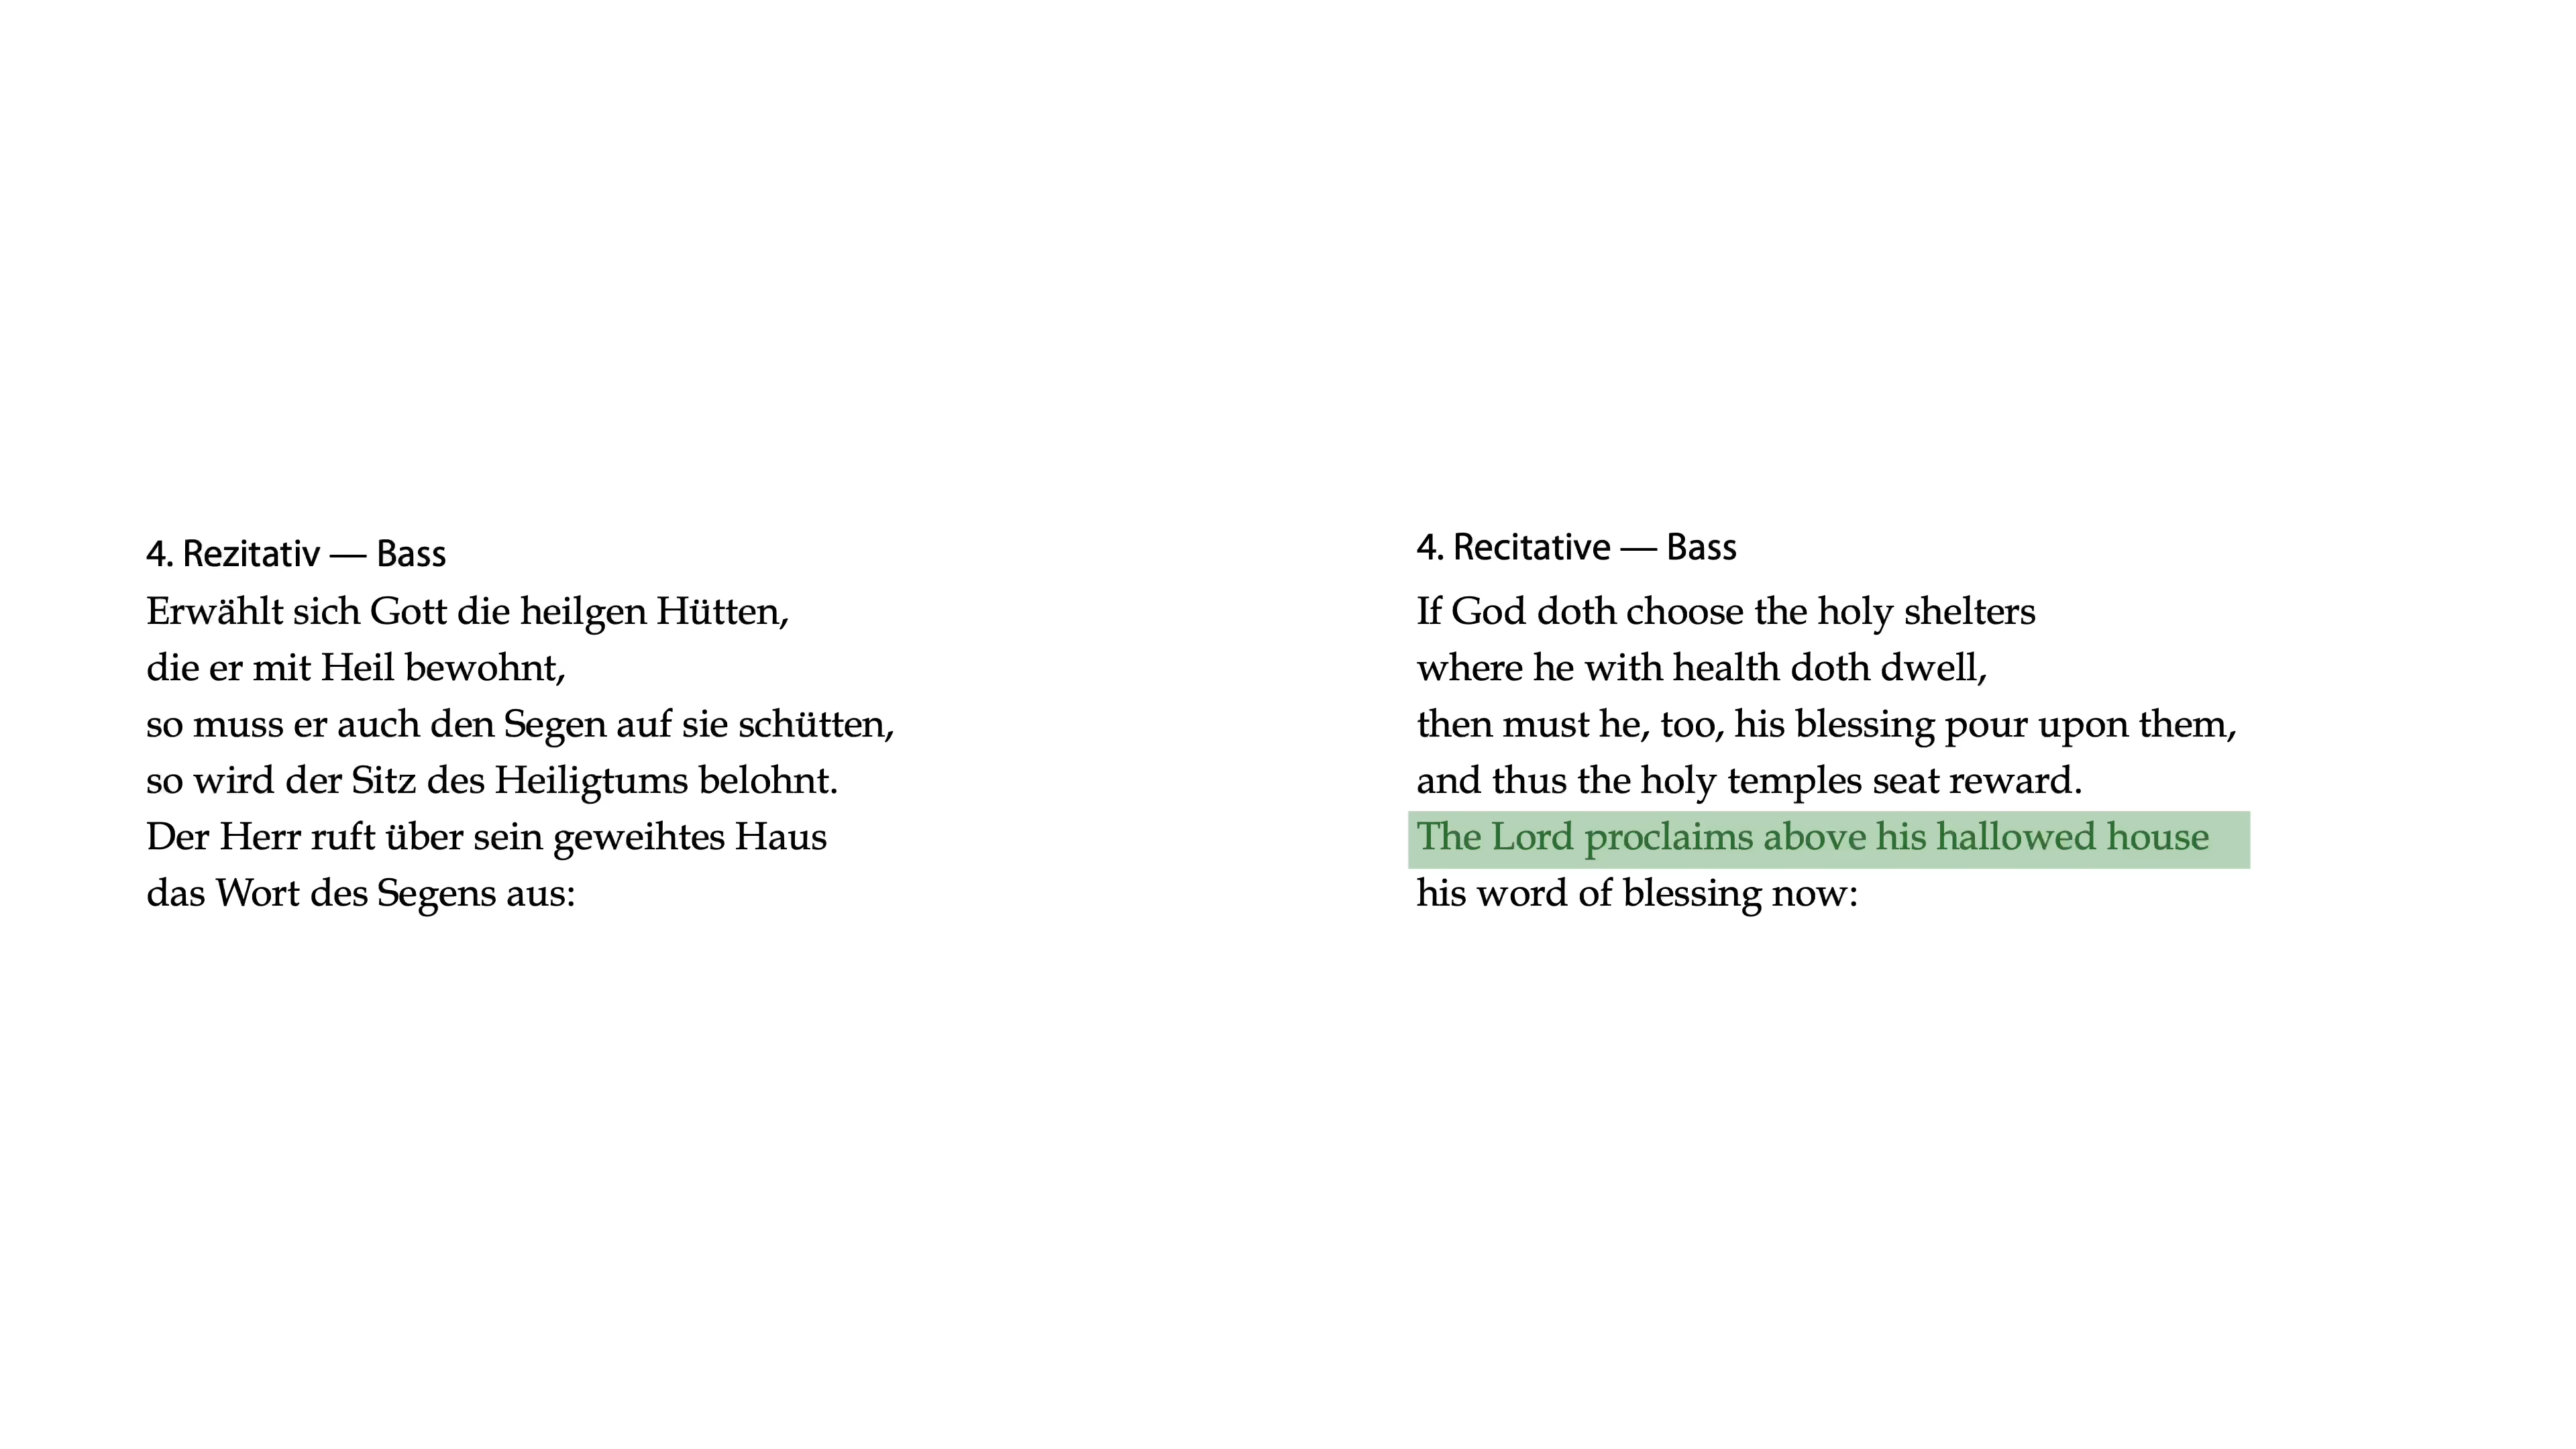 4. Rezitativ — Bass
Erwählt sich Gott die heilgen Hütten,
die er mit Heil bewohnt,
so muss er auch den Segen auf sie schütten,
so wird der Sitz des Heiligtums belohnt.
Der Herr ruft über sein geweihtes Haus
das Wort des Segens aus:
4. Recitative — Bass
If God doth choose the holy shelters
where he with health doth dwell,
then must he, too, his blessing pour upon them,
and thus the holy temples seat reward.
The Lord proclaims above his hallowed house
his word of blessing now: